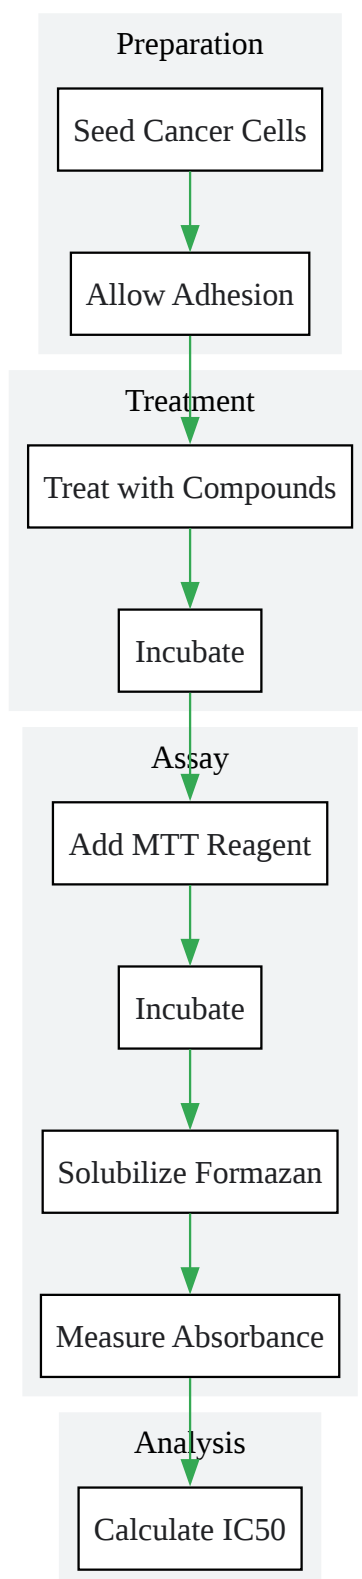 Preparation
Seed Cancer Cells
Allow Adhesion
Treatment
Treat with Compounds
Incubate
Assay
Add MTT Reagent
Incubate
Solubilize Formazan
Measure Absorbance
Analysis
Calculate IC50